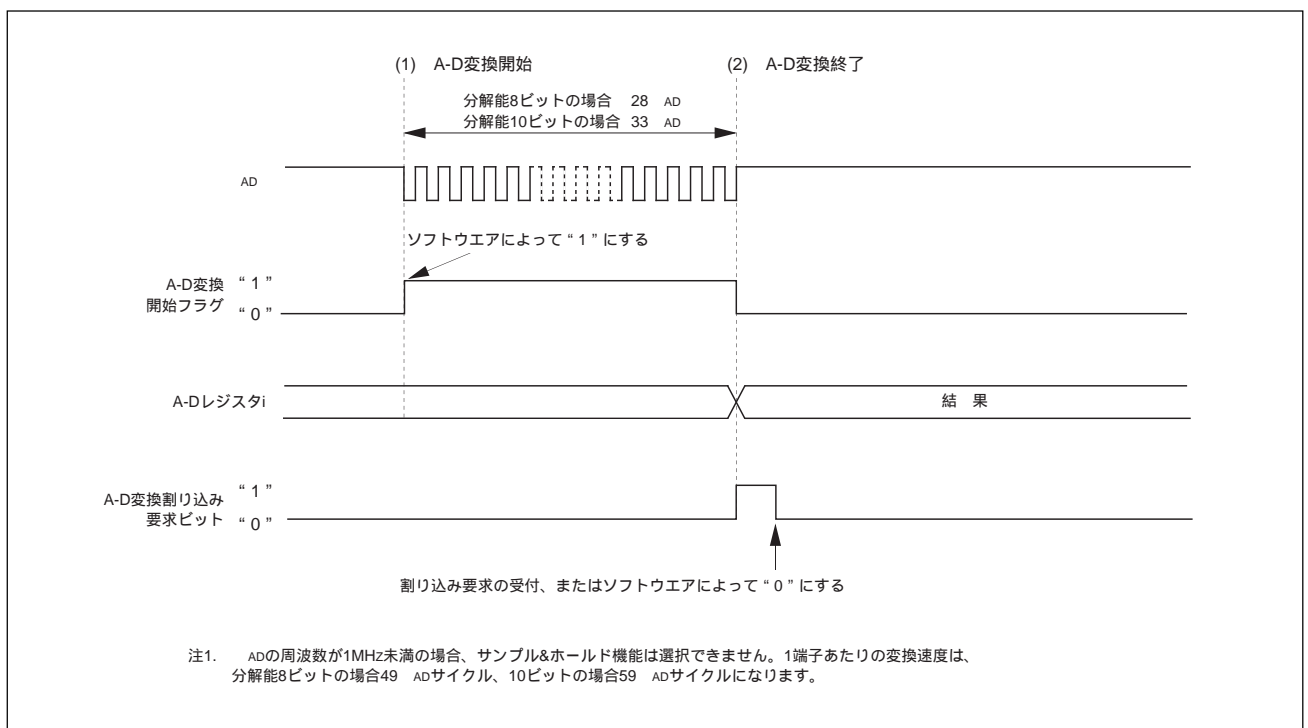 (1) A-D変換開始
(2) A-D変換終了
分解能8ビットの場合 28 AD
分解能10ビットの場合 33 AD
AD
ソフトウエアによって“1”にする
A-D変換 “1”
開始フラグ “0”
A-Dレジスタi
結 果
A-D変換割り込み “1”
要求ビット “0”
割り込み要求の受付、またはソフトウエアによって“0”にする
注1. ADの周波数が1MHz未満の場合、サンプル&ホールド機能は選択できません。1端子あたりの変換速度は、
分解能8ビットの場合49 ADサイクル、10ビットの場合59 ADサイクルになります。